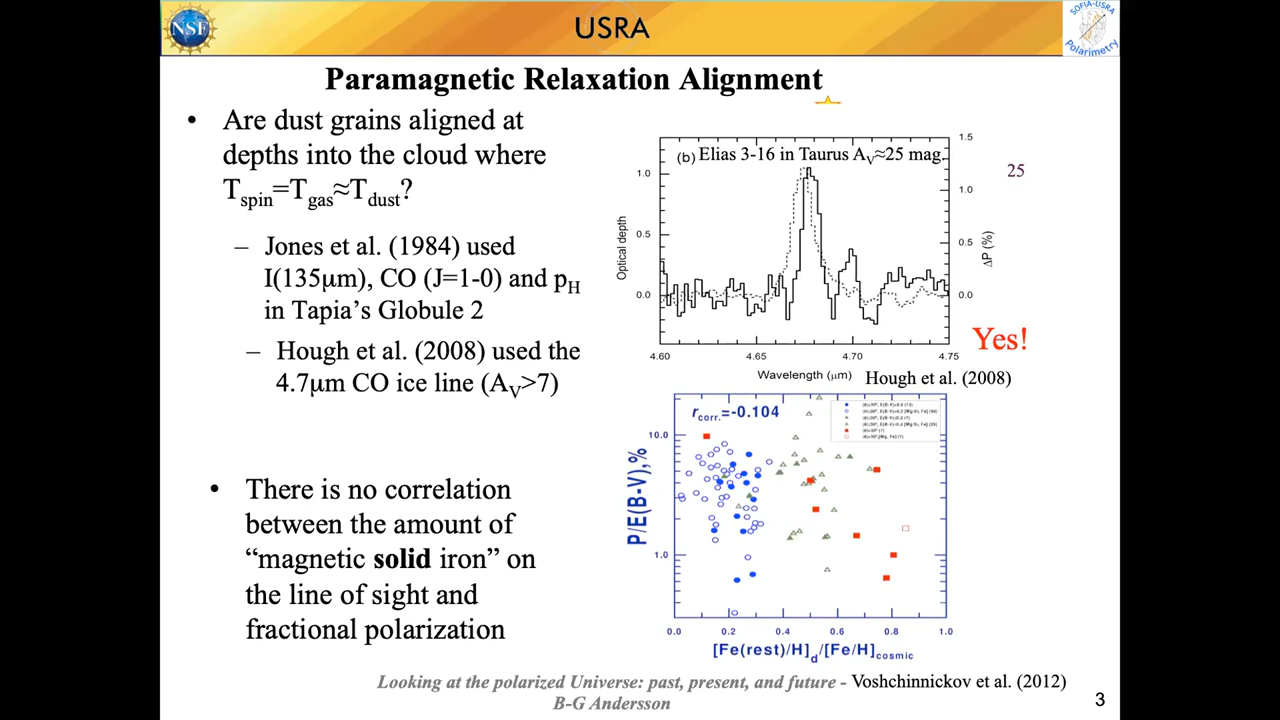 NSF
USRA
SOFIA-USRA
Polarimetry
Paramagnetic Relaxation Alignment
• Are dust grains aligned at
depths into the cloud where
Tspin=Tgas≈Tdust?
– Jones et al. (1984) used
I(135μm), CO (J=1-0) and pH
in Tapia's Globule 2
– Hough et al. (2008) used the
4.7μm CO ice line (AV>7)
• There is no correlation
between the amount of
“magnetic solid iron” on
the line of sight and
fractional polarization
(b) Elias 3-16 in Taurus AV≈25 mag.
25
1.0
0.5
0.0
Optical depth
1.5
1.0
0.5
0.0
ΔP (%)
4.60 4.65 4.70 4.75
Wavelength (μm)
Hough et al. (2008)
Yes!
rcorr.=-0.104
10.0
1.0
P/E(B-V),%
0.0 0.2 0.4 0.6 0.8 1.0
[Fe(rest)/H]d/[Fe/H]cosmic
Looking at the polarized Universe: past, present, and future - Voshchinnickov et al. (2012)
B-G Andersson
3